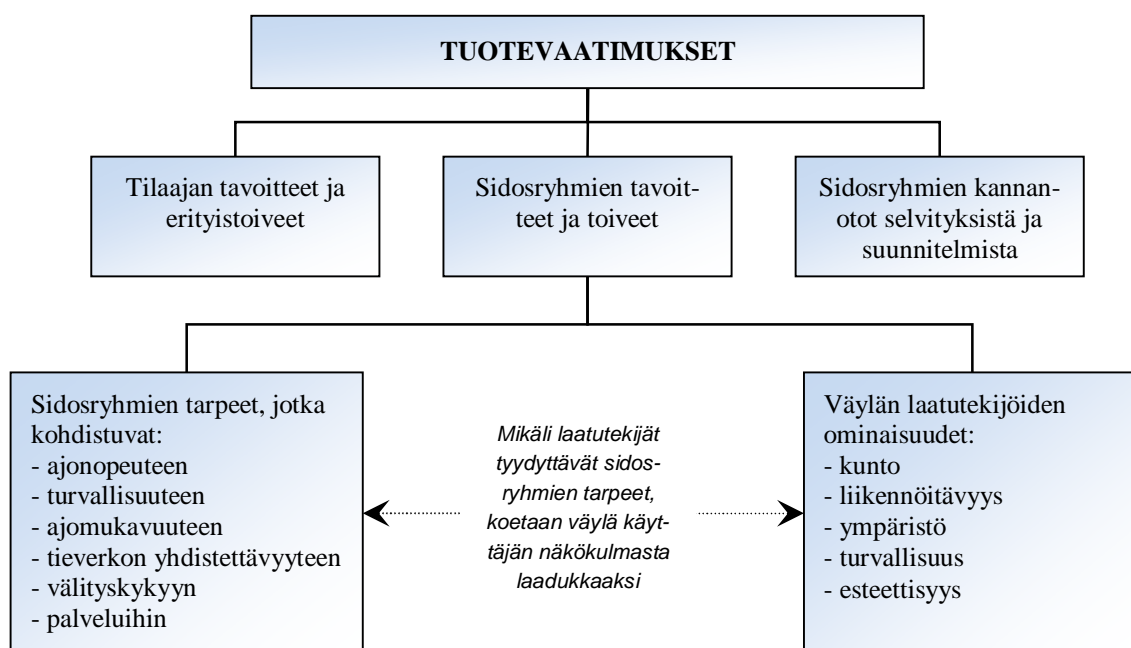 TUOTEVAATIMUKSET
Tilaajan tavoitteet ja
erityistoiveet
Sidosryhmien tavoit-
teet ja toiveet
Sidosryhmien kannan-
otot selvityksistä ja
suunnitelmista
Sidosryhmien tarpeet, jotka
kohdistuvat:
- ajonopeuteen
- turvallisuuteen
- ajomukavuuteen
- tieverkon yhdistettävyyteen
- välityskykyyn
- palveluihin
Mikäli laatutekijät
tyydyttävät sidos-
ryhmien tarpeet,
koetaan väylä käyt-
täjän näkökulmasta
laadukkaaksi
Väylän laatutekijöiden
ominaisuudet:
- kunto
- liikennöitävyys
- ympäristö
- turvallisuus
- esteettisyys